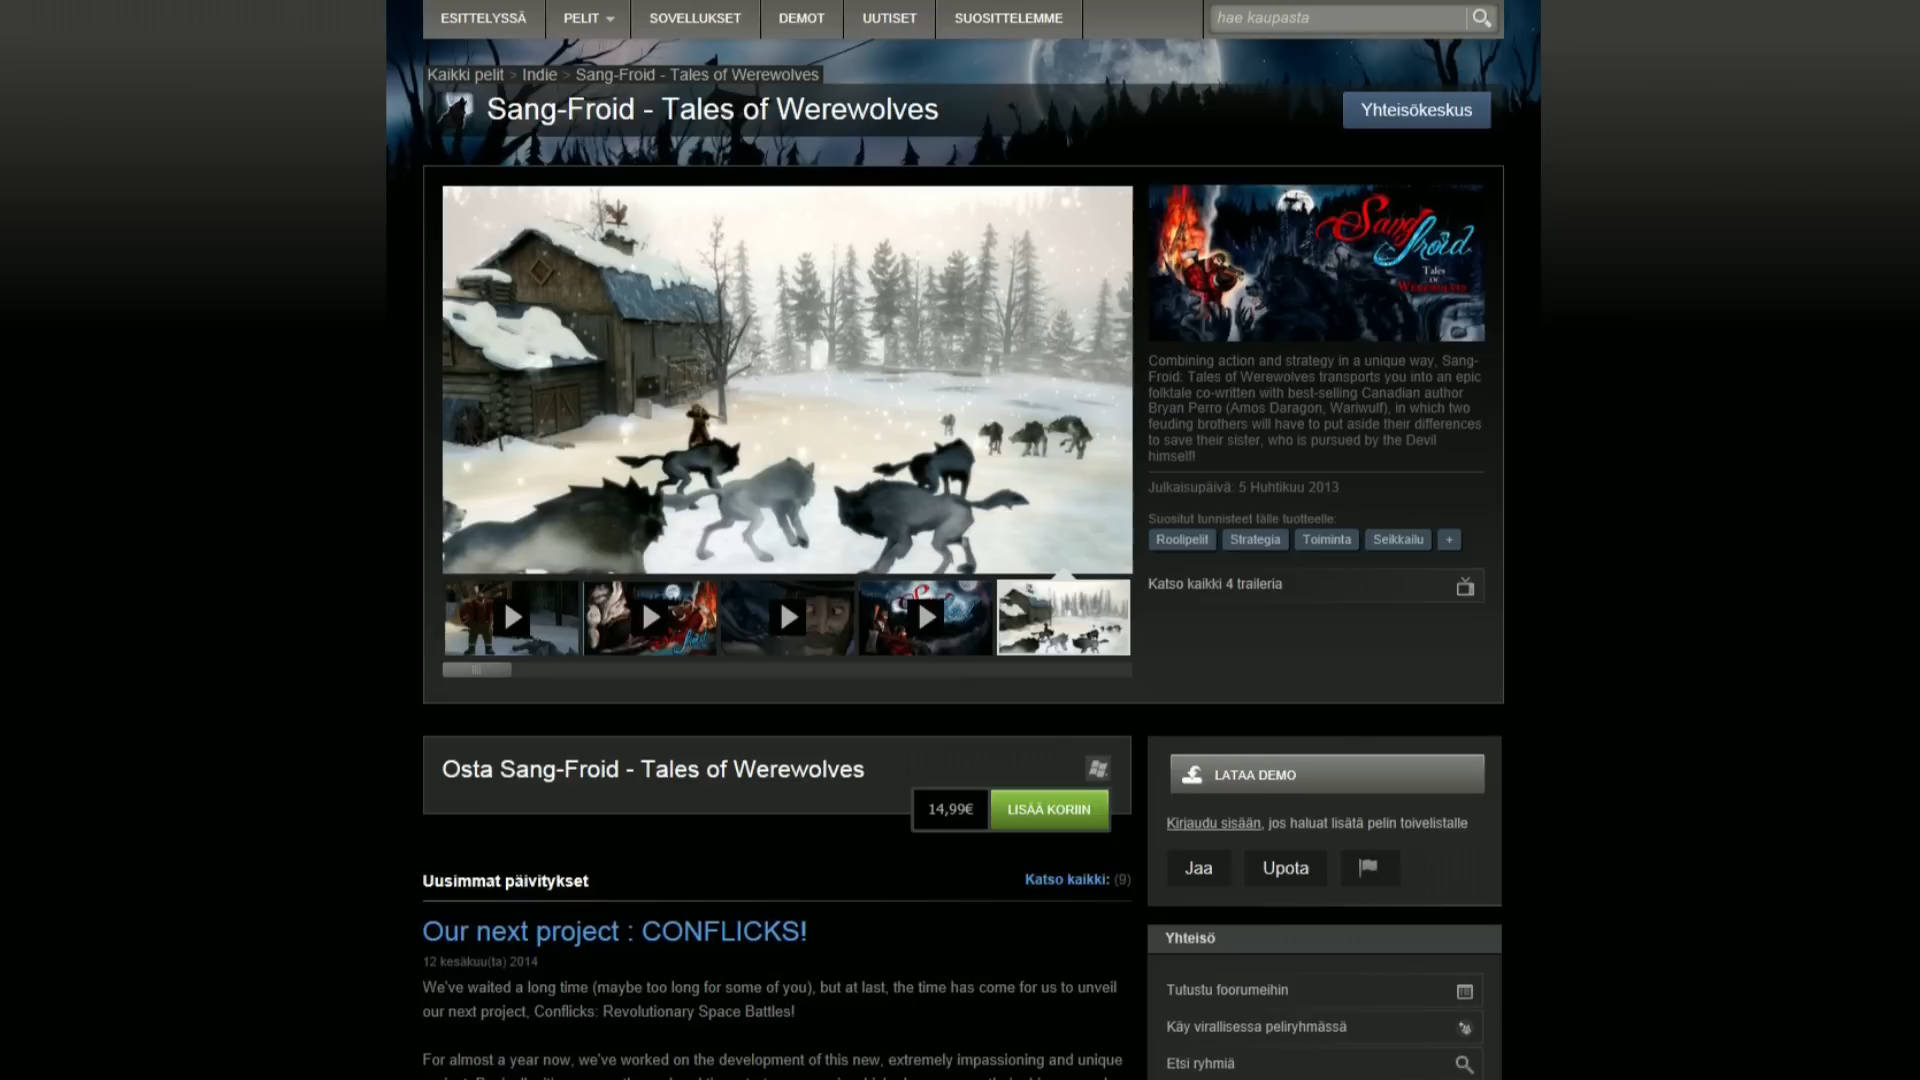 ESITTELYSSÄ PELIT SOVELLUKSET DEMOT UUTISET SUOSITTELEMME hae kaupasta
Kaikki pelit > Indie > Sang-Froid - Tales of Werewolves
Sang-Froid - Tales of Werewolves
Yhteisökeskus
Sang
froid
Tales
OF
WEREWOLVES
Combining action and strategy in a unique way, Sang-
Froid: Tales of Werewolves transports you into an epic
folktale co-written with best-selling Canadian author
Bryan Perro (Amos Daragon, Wariwulf), in which two
feuding brothers will have to put aside their differences
to save their sister, who is pursued by the Devil
himself!
Julkaisupäivä: 5 Huhtikuu 2013
Suositut tunnisteet tälle tuotteelle:
Roolipelit Strategia Toiminta Seikkailu +
Katso kaikki 4 traileria
Osta Sang-Froid - Tales of Werewolves
14,99€ LISÄÄ KORIIN
LATAA DEMO
Kirjaudu sisään, jos haluat lisätä pelin toivelistalle
Jaa Upota
Uusimmat päivitykset
Katso kaikki: (9)
Our next project : CONFLICKS!
12 kesäkuu(ta) 2014
We've waited a long time (maybe too long for some of you), but at last, the time has come for us to unveil
our next project, Conflicks: Revolutionary Space Battles!
For almost a year now, we've worked on the development of this new, extremely impassioning and unique
Yhteisö
Tutustu foorumeihin
Käy virallisessa peliryhmässä
Etsi ryhmiä